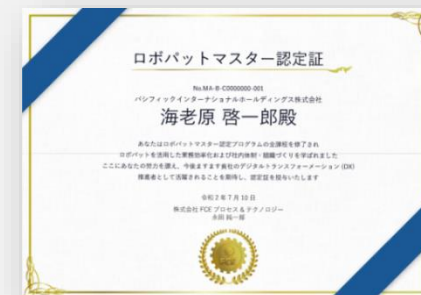 ロボパットマスター認定証
No.MA-B-C0000000-001
パシフィックインターナショナルホールディングス株式会社
海老原 啓一郎殿
あなたはロボパットマスター認定プログラムの全課程を修了され
ロボパットを活用した業務効率化および社内体制・組織づくりを学ばれました
ここにあなたの努力を讃え、今後ますます貴社のデジタルトランスフォーメーション (DX)
推進者として活躍されることを期待し、認定証を授与いたします
令和2年7月10日
株式会社 FCE プロセス&テクノロジー
永田 純一郎